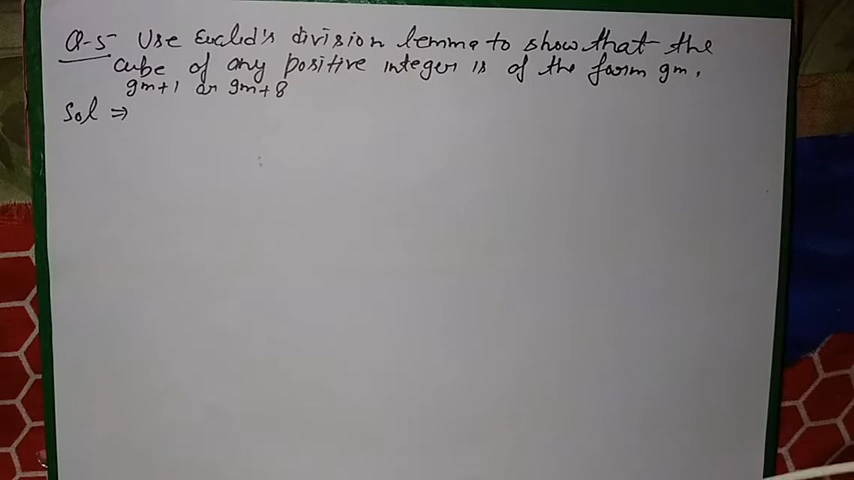 Q-5 Use Euclid's division lemma to show that the
cube of any positive integer is of the form 9m,
9m+1 or 9m+8
Sol ⇒